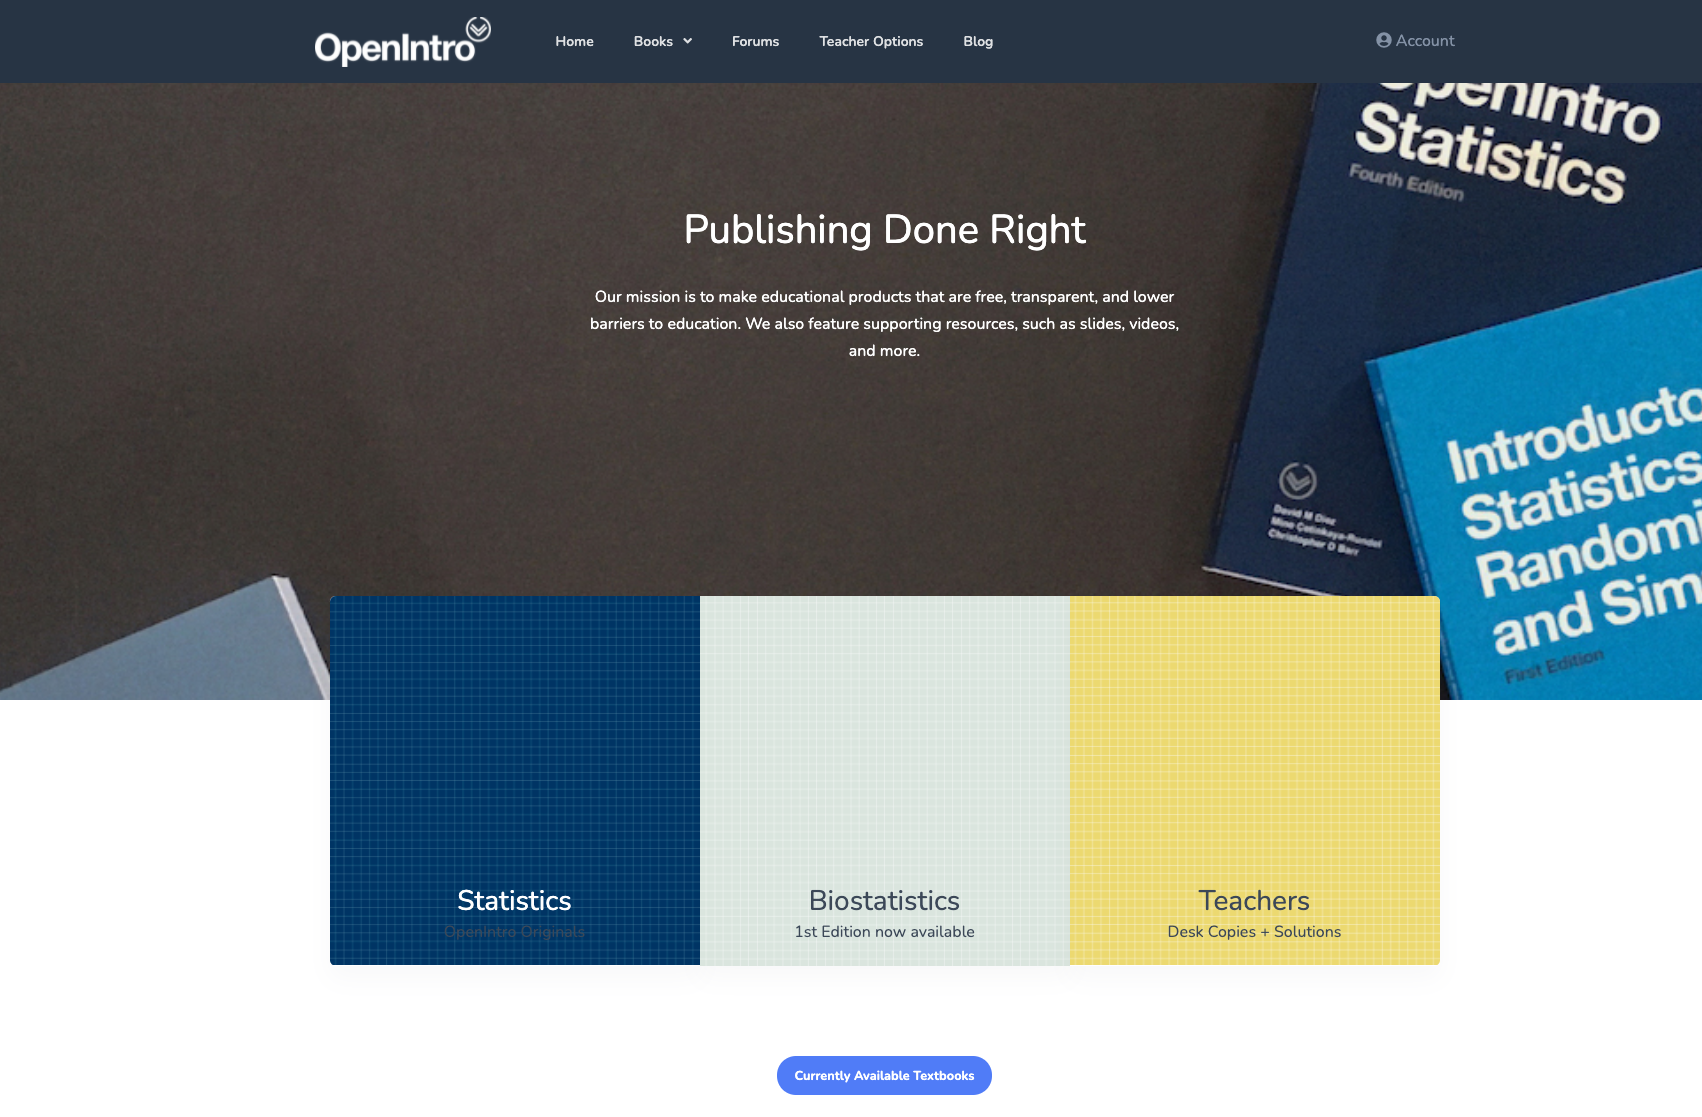 OpenIntro
Home
Books
Forums
Teacher Options
Blog
Account
OpenIntro
Statistics
Fourth Edition
Publishing Done Right
Our mission is to make educational products that are free, transparent, and lower
barriers to education. We also feature supporting resources, such as slides, videos,
and more.
David M Diez
Mine Cetinkaya-Rundel
Christopher D Barr
Introducto
Statistics
Randomi
and Sim
First Edition
Statistics
OpenIntro Originals
Biostatistics
1st Edition now available
Teachers
Desk Copies + Solutions
Currently Available Textbooks